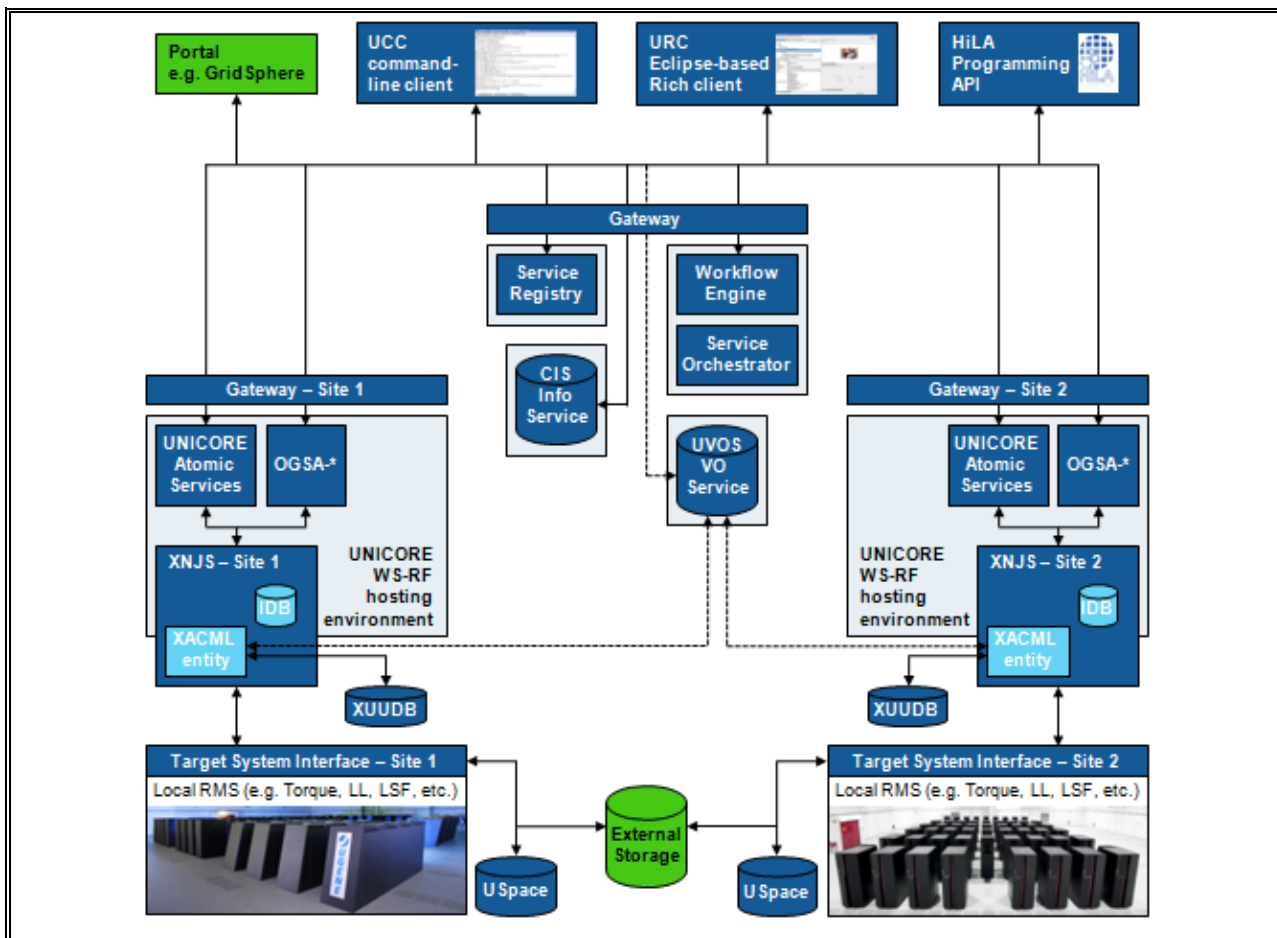 Portal
e.g. GridSphere
UCC
command-
line client
URC
Eclipse-based
Rich client
HiLA
Programming
API
Gateway
Service
Registry
Workflow
Engine
Service
Orchestrator
CIS
Info
Service
Gateway – Site 1
Gateway – Site 2
UNICORE
Atomic
Services
OGSA-*
UVOS
VO
Service
UNICORE
Atomic
Services
OGSA-*
XNJS – Site 1
IDB
XACML
entity
UNICORE
WS-RF
hosting
environment
UNICORE
WS-RF
hosting
environment
XNJS – Site 2
IDB
XACML
entity
XUUDB
XUUDB
Target System Interface – Site 1
Local RMS (e.g. Torque, LL, LSF, etc.)
Target System Interface – Site 2
Local RMS (e.g. Torque, LL, LSF, etc.)
JUGENE
External
Storage
USpace
USpace